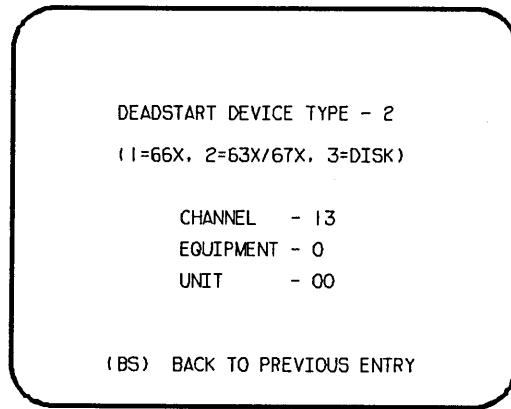 DEADSTART DEVICE TYPE - 2
(1=66X, 2=63X/67X, 3=DISK)
CHANNEL - 13
EQUIPMENT - 0
UNIT - 00
(BS) BACK TO PREVIOUS ENTRY